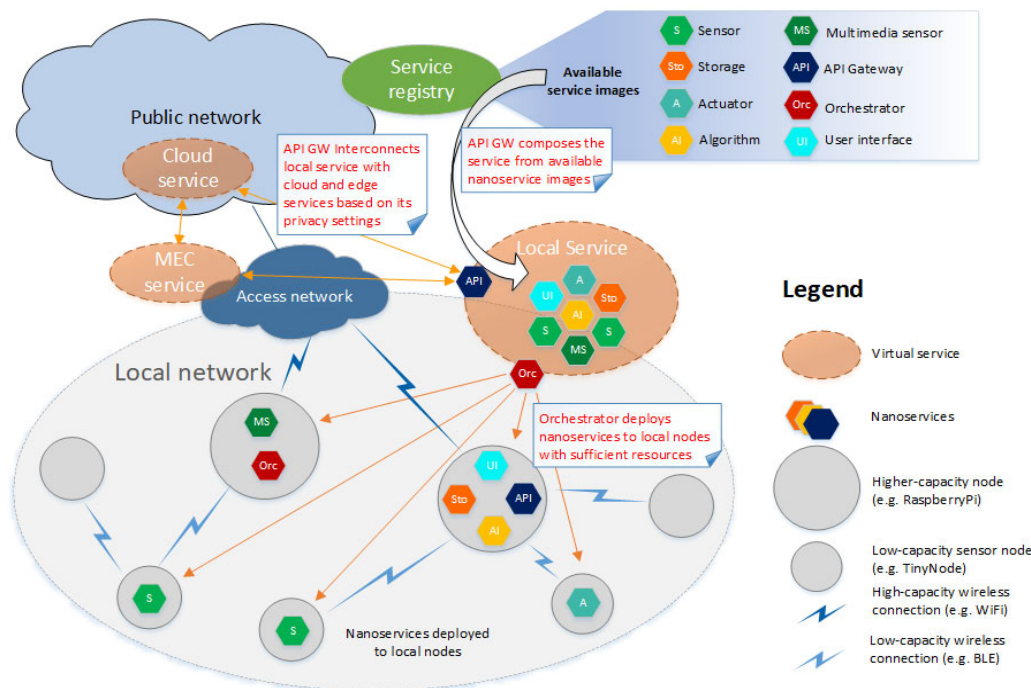 Service
registry
Available
service images
S
Sensor
MS
Multimedia sensor
Sto
Storage
API
API Gateway
A
Actuator
Orc
Orchestrator
AI
Algorithm
UI
User interface
Public network
Cloud
service
API GW Interconnects
local service with
cloud and edge
services based on its
privacy settings
API GW composes the
service from available
nanoservice images
MEC
service
Access network
API
Local Service
A
UI
Sto
AI
S
S
MS
Orc
Local network
MS
Orc
Orchestrator deploys
nanoservices to local nodes
with sufficient resources
UI
Sto
API
AI
S
S
A
Nanoservices deployed
to local nodes
Legend
Virtual service
Nanoservices
Higher-capacity node
(e.g. RaspberryPi)
Low-capacity sensor node
(e.g. TinyNode)
High-capacity wireless
connection (e.g. WiFi)
Low-capacity wireless
connection (e.g. BLE)